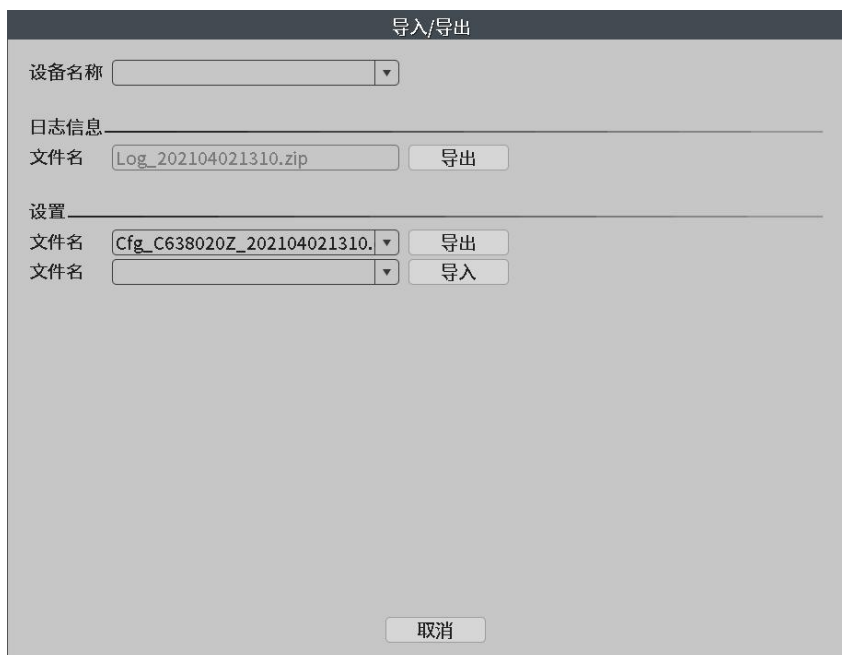 导入/导出
设备名称
日志信息
文件名 Log_202104021310.zip 导出
设置
文件名 Cfg_C638020Z_202104021310. 导出
文件名 导入
取消